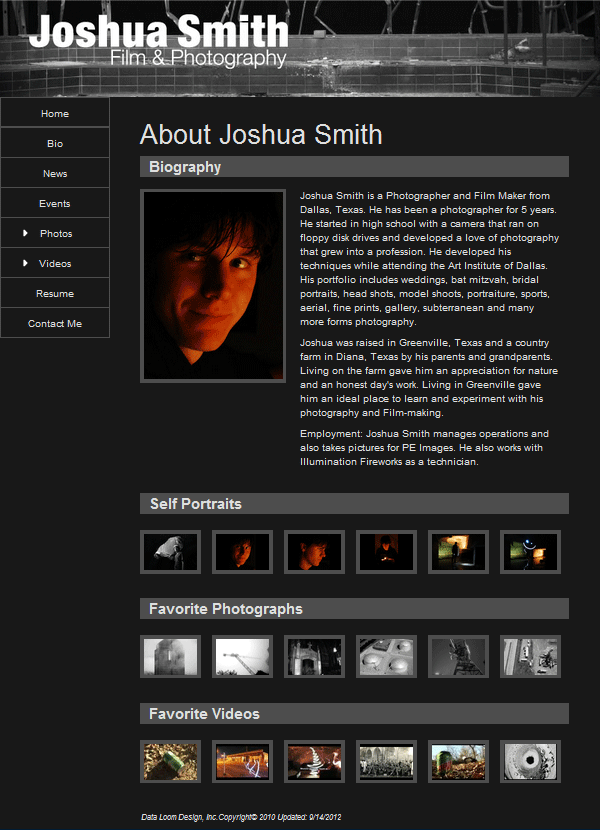 Joshua Smith
Film & Photography
Home
Bio
News
Events
Photos
Videos
Resume
Contact Me
About Joshua Smith
Biography
Joshua Smith is a Photographer and Film Maker from
Dallas, Texas. He has been a photographer for 5 years.
He started in high school with a camera that ran on
floppy disk drives and developed a love of photography
that grew into a profession. He developed his
techniques while attending the Art Institute of Dallas.
His portfolio includes weddings, bat mitzvah, bridal
portraits, head shots, model shoots, portraiture, sports,
aerial, fine prints, gallery, subterranean and many
more forms photography.
Joshua was raised in Greenville, Texas and a country
farm in Diana, Texas by his parents and grandparents.
Living on the farm gave him an appreciation for nature
and an honest day's work. Living in Greenville gave
him an ideal place to learn and experiment with his
photography and Film-making.
Employment: Joshua Smith manages operations and
also takes pictures for PE Images. He also works with
Illumination Fireworks as a technician.
Self Portraits
Favorite Photographs
Favorite Videos
Data Loom Design, Inc.Copyright© 2010 Updated: 9/14/2012